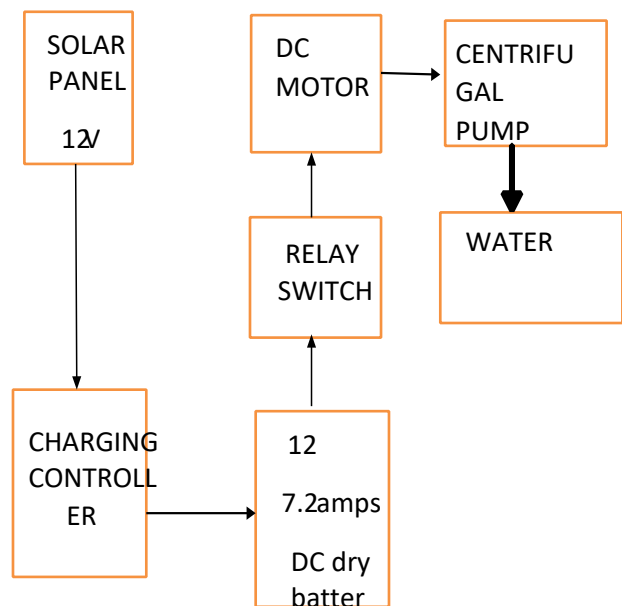 SOLAR
PANEL
12V
DC
MOTOR
CENTRIFU
GAL
PUMP
WATER
RELAY
SWITCH
CHARGING
CONTROLL
ER
12
7.2amps
DC dry
batter